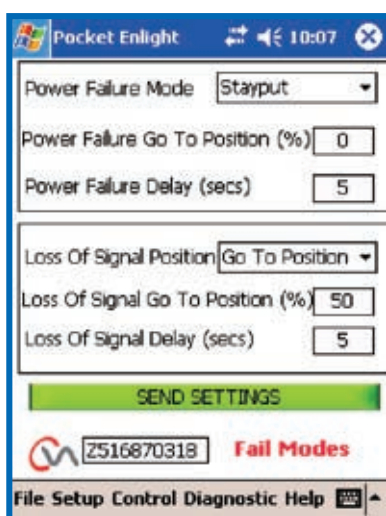 Pocket Enlight 10:07
Power Failure Mode Stayput
Power Failure Go To Position (%) 0
Power Failure Delay (secs) 5
Loss Of Signal Position Go To Position
Loss Of Signal Go To Position (%) 50
Loss Of Signal Delay (secs) 5
SEND SETTINGS
Z516870318 Fail Modes
File Setup Control Diagnostic Help